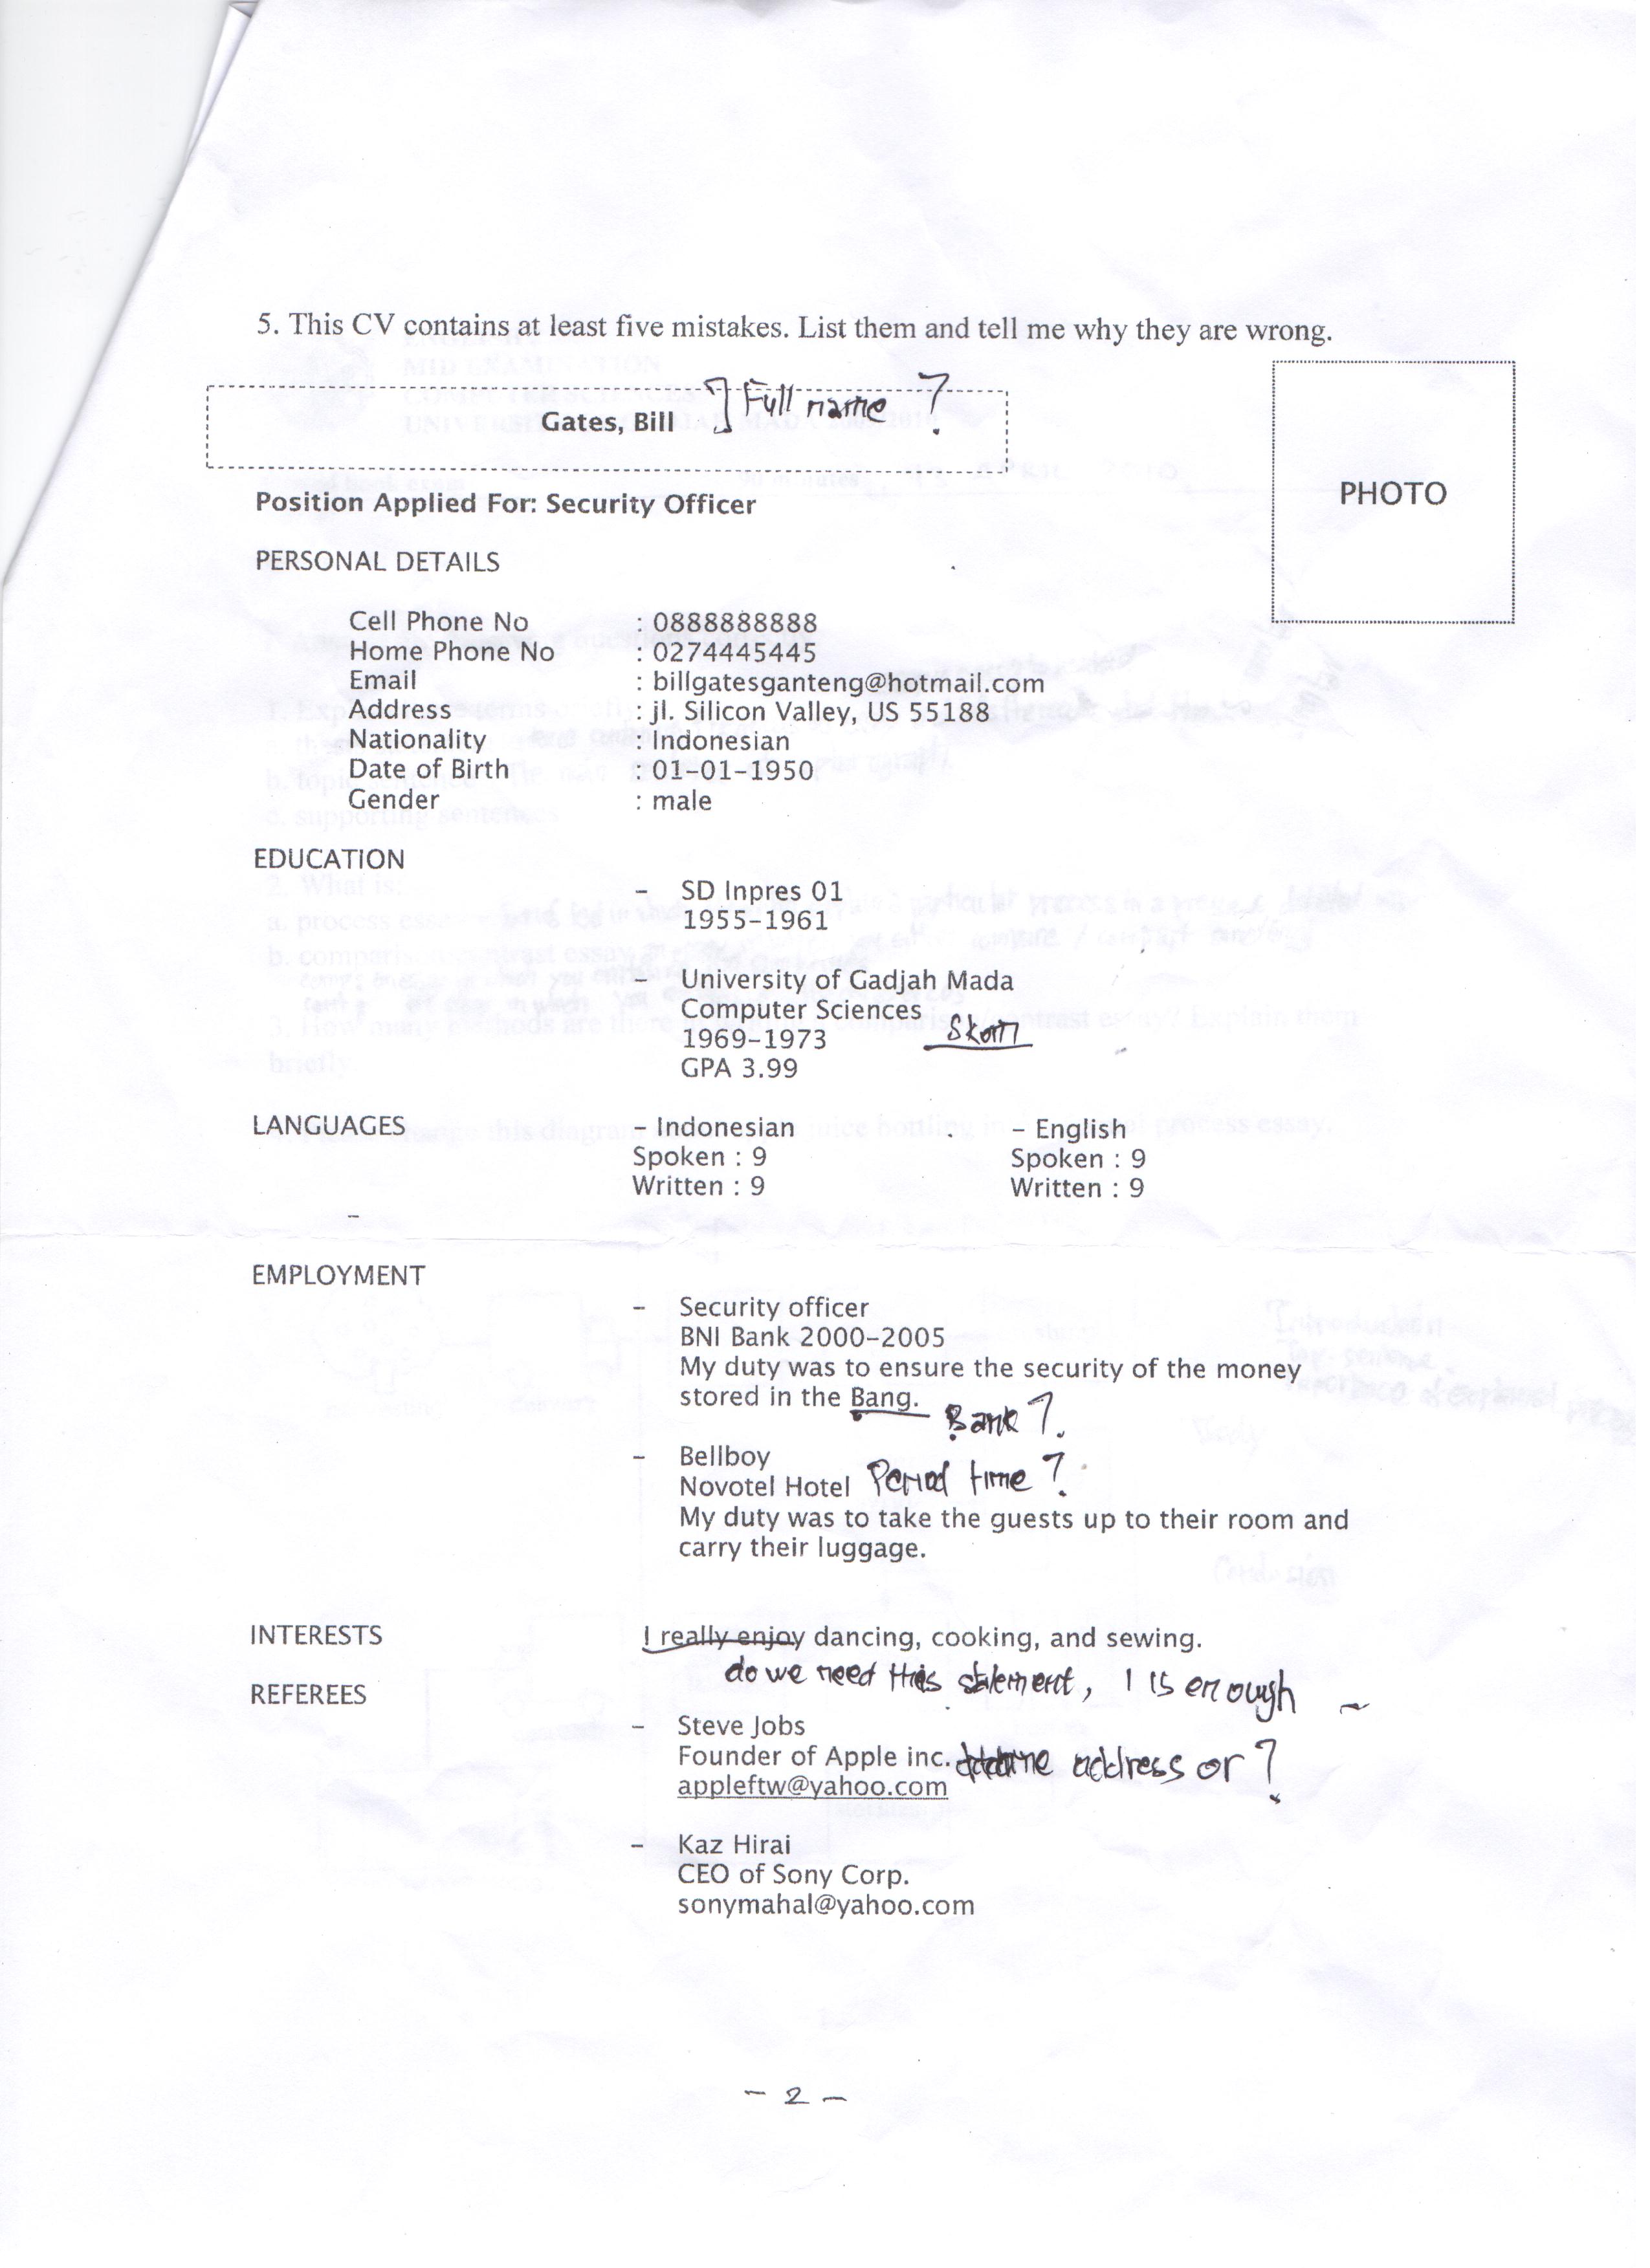 5. This CV contains at least five mistakes. List them and tell me why they are wrong.
Gates, Bill ] Full name ?
PHOTO
Position Applied For: Security Officer
PERSONAL DETAILS
Cell Phone No : 0888888888
Home Phone No : 0274445445
Email : billgatesganteng@hotmail.com
Address : jl. Silicon Valley, US 55188
Nationality : Indonesian
Date of Birth : 01-01-1950
Gender : male
EDUCATION
- SD Inpres 01
1955-1961
- University of Gadjah Mada
Computer Sciences
1969-1973
GPA 3.99
LANGUAGES - Indonesian - English
Spoken : 9 Spoken : 9
Written : 9 Written : 9
-
EMPLOYMENT
- Security officer
BNI Bank 2000-2005
My duty was to ensure the security of the money
stored in the Bang. Bank ?
- Bellboy
Novotel Hotel Period time ?
My duty was to take the guests up to their room and
carry their luggage.
INTERESTS I really enjoy dancing, cooking, and sewing.
do we need this statement, I is enough
REFEREES
- Steve Jobs
Founder of Apple inc. address or ?
appleftw@yahoo.com
- Kaz Hirai
CEO of Sony Corp.
sonymahal@yahoo.com
- 2 -